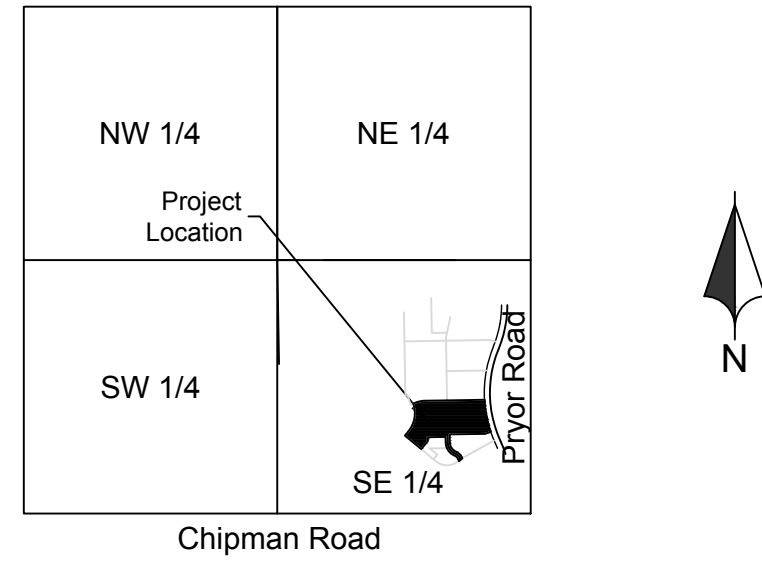 NW 1/4
NE 1/4
Project
Location
SW 1/4
Pryor Road
SE 1/4
Chipman Road
N